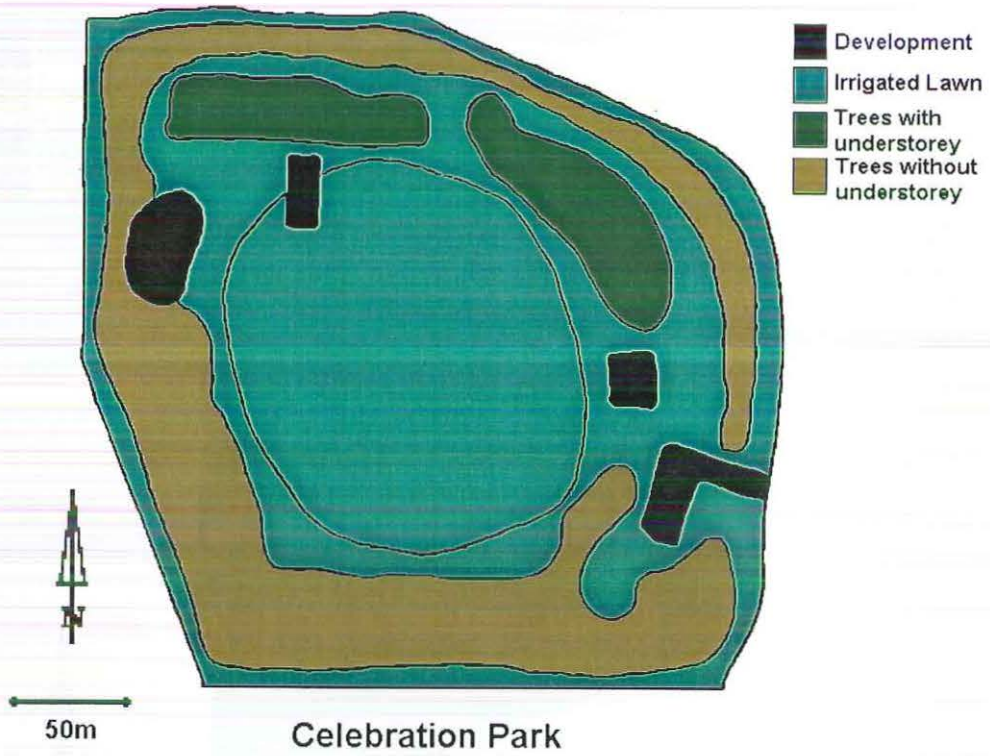 Development
Irrigated Lawn
Trees with
understorey
Trees without
understorey
N
50m
Celebration Park